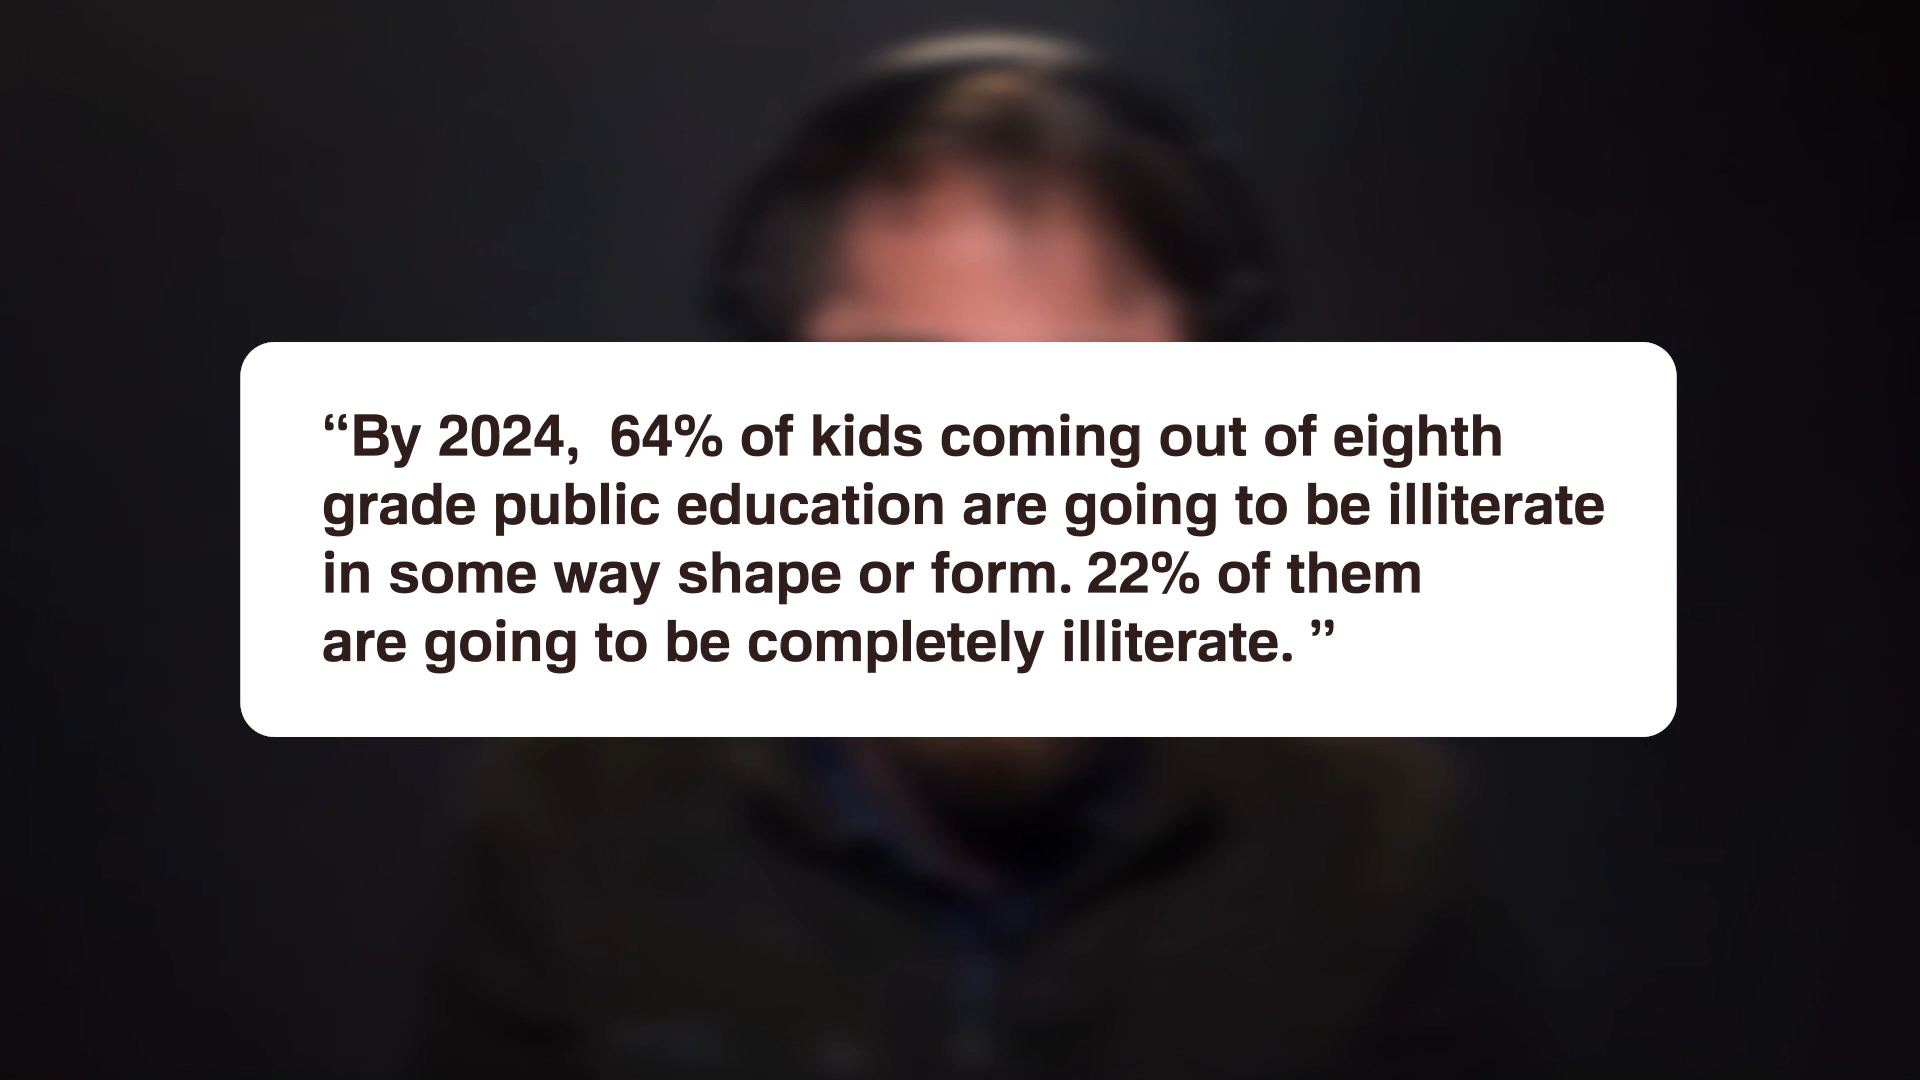 “By 2024,  64% of kids coming out of eighth
grade public education are going to be illiterate
in some way shape or form. 22% of them
are going to be completely illiterate. ”